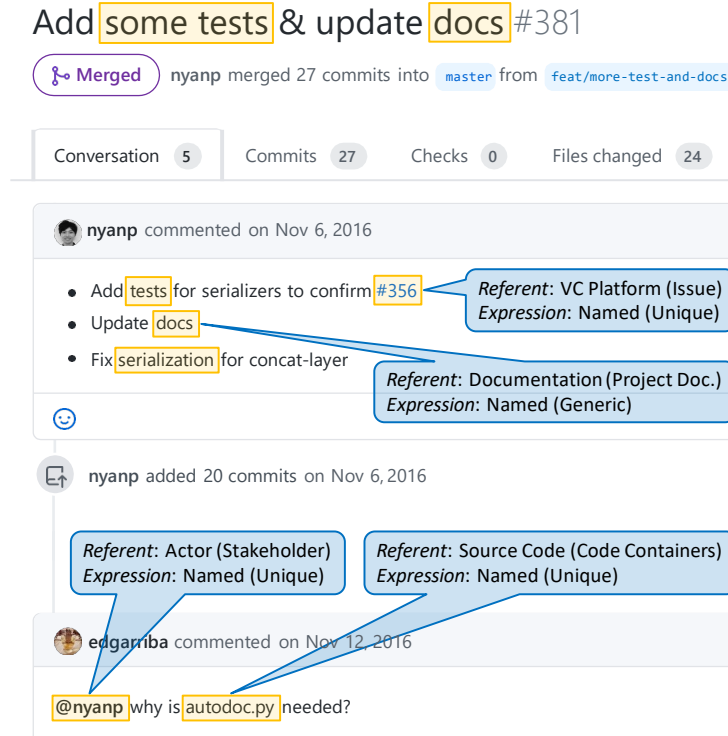 Add some tests & update docs #381
Merged nyanp merged 27 commits into master from feat/more-test-and-docs
Conversation 5 Commits 27 Checks 0 Files changed 24
nyanp commented on Nov 6, 2016
• Add tests for serializers to confirm #356
Referent: VC Platform (Issue)
Expression: Named (Unique)
• Update docs
• Fix serialization for concat-layer
Referent: Documentation (Project Doc.)
Expression: Named (Generic)
nyanp added 20 commits on Nov 6, 2016
Referent: Actor (Stakeholder)
Expression: Named (Unique)
Referent: Source Code (Code Containers)
Expression: Named (Unique)
edgarriba commented on Nov 12, 2016
@nyanp why is autodoc.py needed?